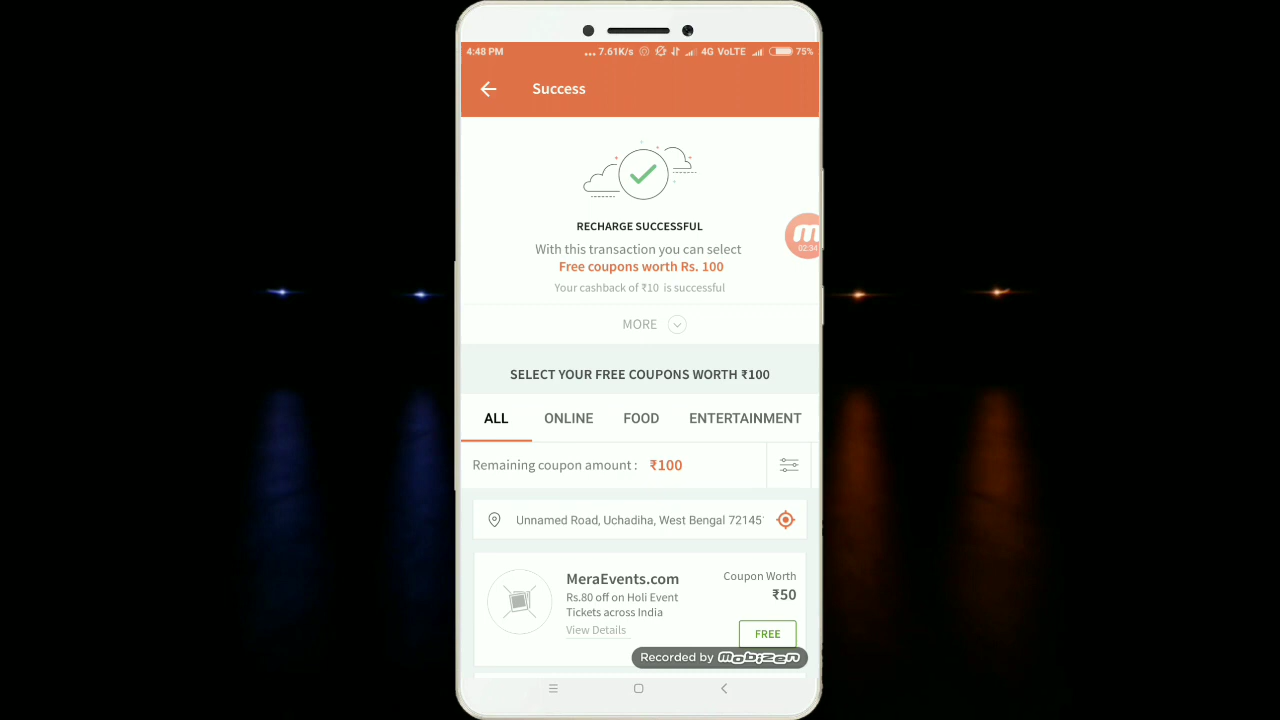 4:48 PM
... 7.61K/s 4G VoLTE 75%
Success
RECHARGE SUCCESSFUL
With this transaction you can select
Free coupons worth Rs. 100
Your cashback of ₹10 is successful
02:34
MORE
SELECT YOUR FREE COUPONS WORTH ₹100
ALL ONLINE FOOD ENTERTAINMENT
Remaining coupon amount : ₹100
Unnamed Road, Uchadiha, West Bengal 72145
MeraEvents.com
Coupon Worth
₹50
Rs.80 off on Holi Event
Tickets across India
View Details
FREE
Recorded by mobizen